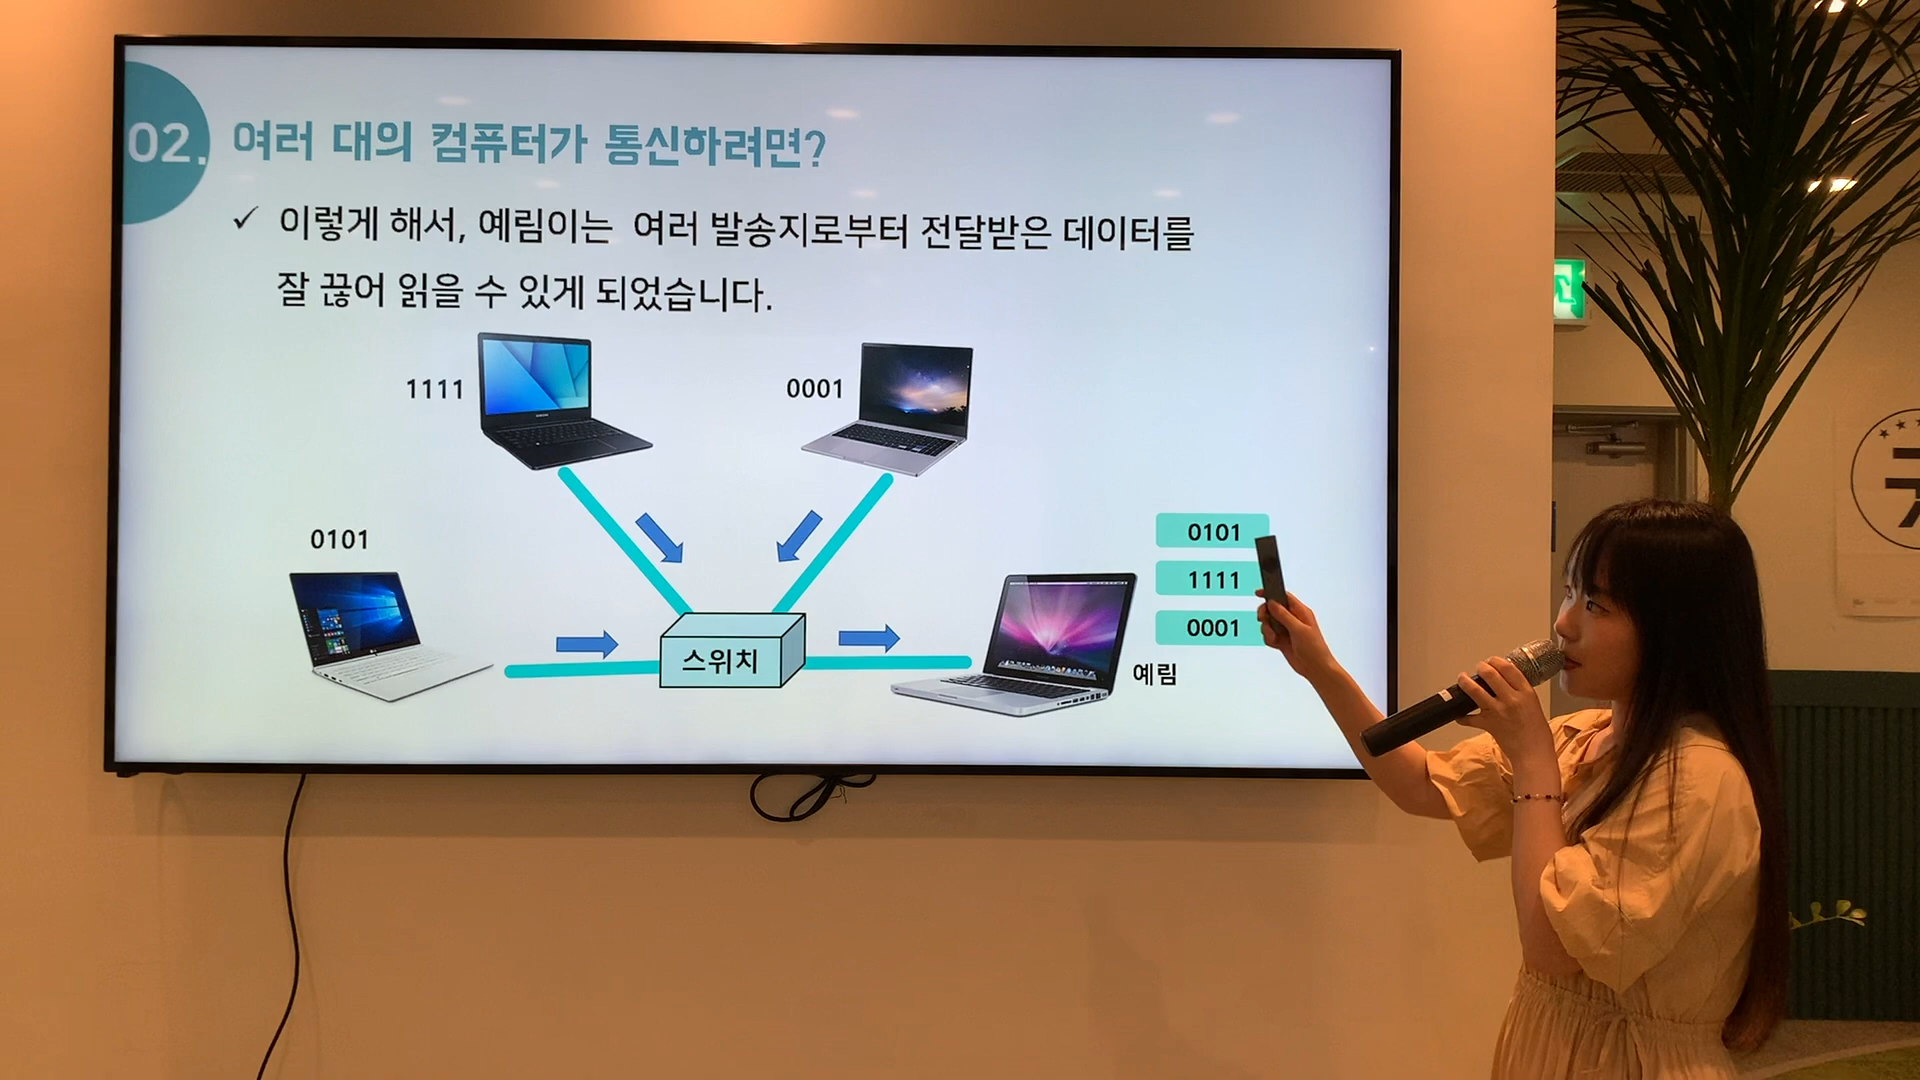 02. 여러 대의 컴퓨터가 통신하려면?
✓ 이렇게 해서, 예림이는 여러 발송지로부터 전달받은 데이터를
잘 끊어 읽을 수 있게 되었습니다.
1111
0001
0101
0101
1111
0001
스위치
예림